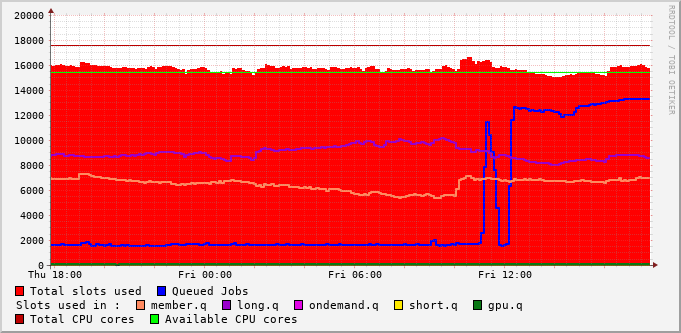 20000
18000
16000
14000
12000
10000
8000
6000
4000
2000
0
Thu 18:00 Fri 00:00 Fri 06:00 Fri 12:00
RRDTOOL / TOBI OETIKER
Total slots used Queued Jobs
Slots used in : member.q long.q ondemand.q short.q gpu.q
Total CPU cores Available CPU cores